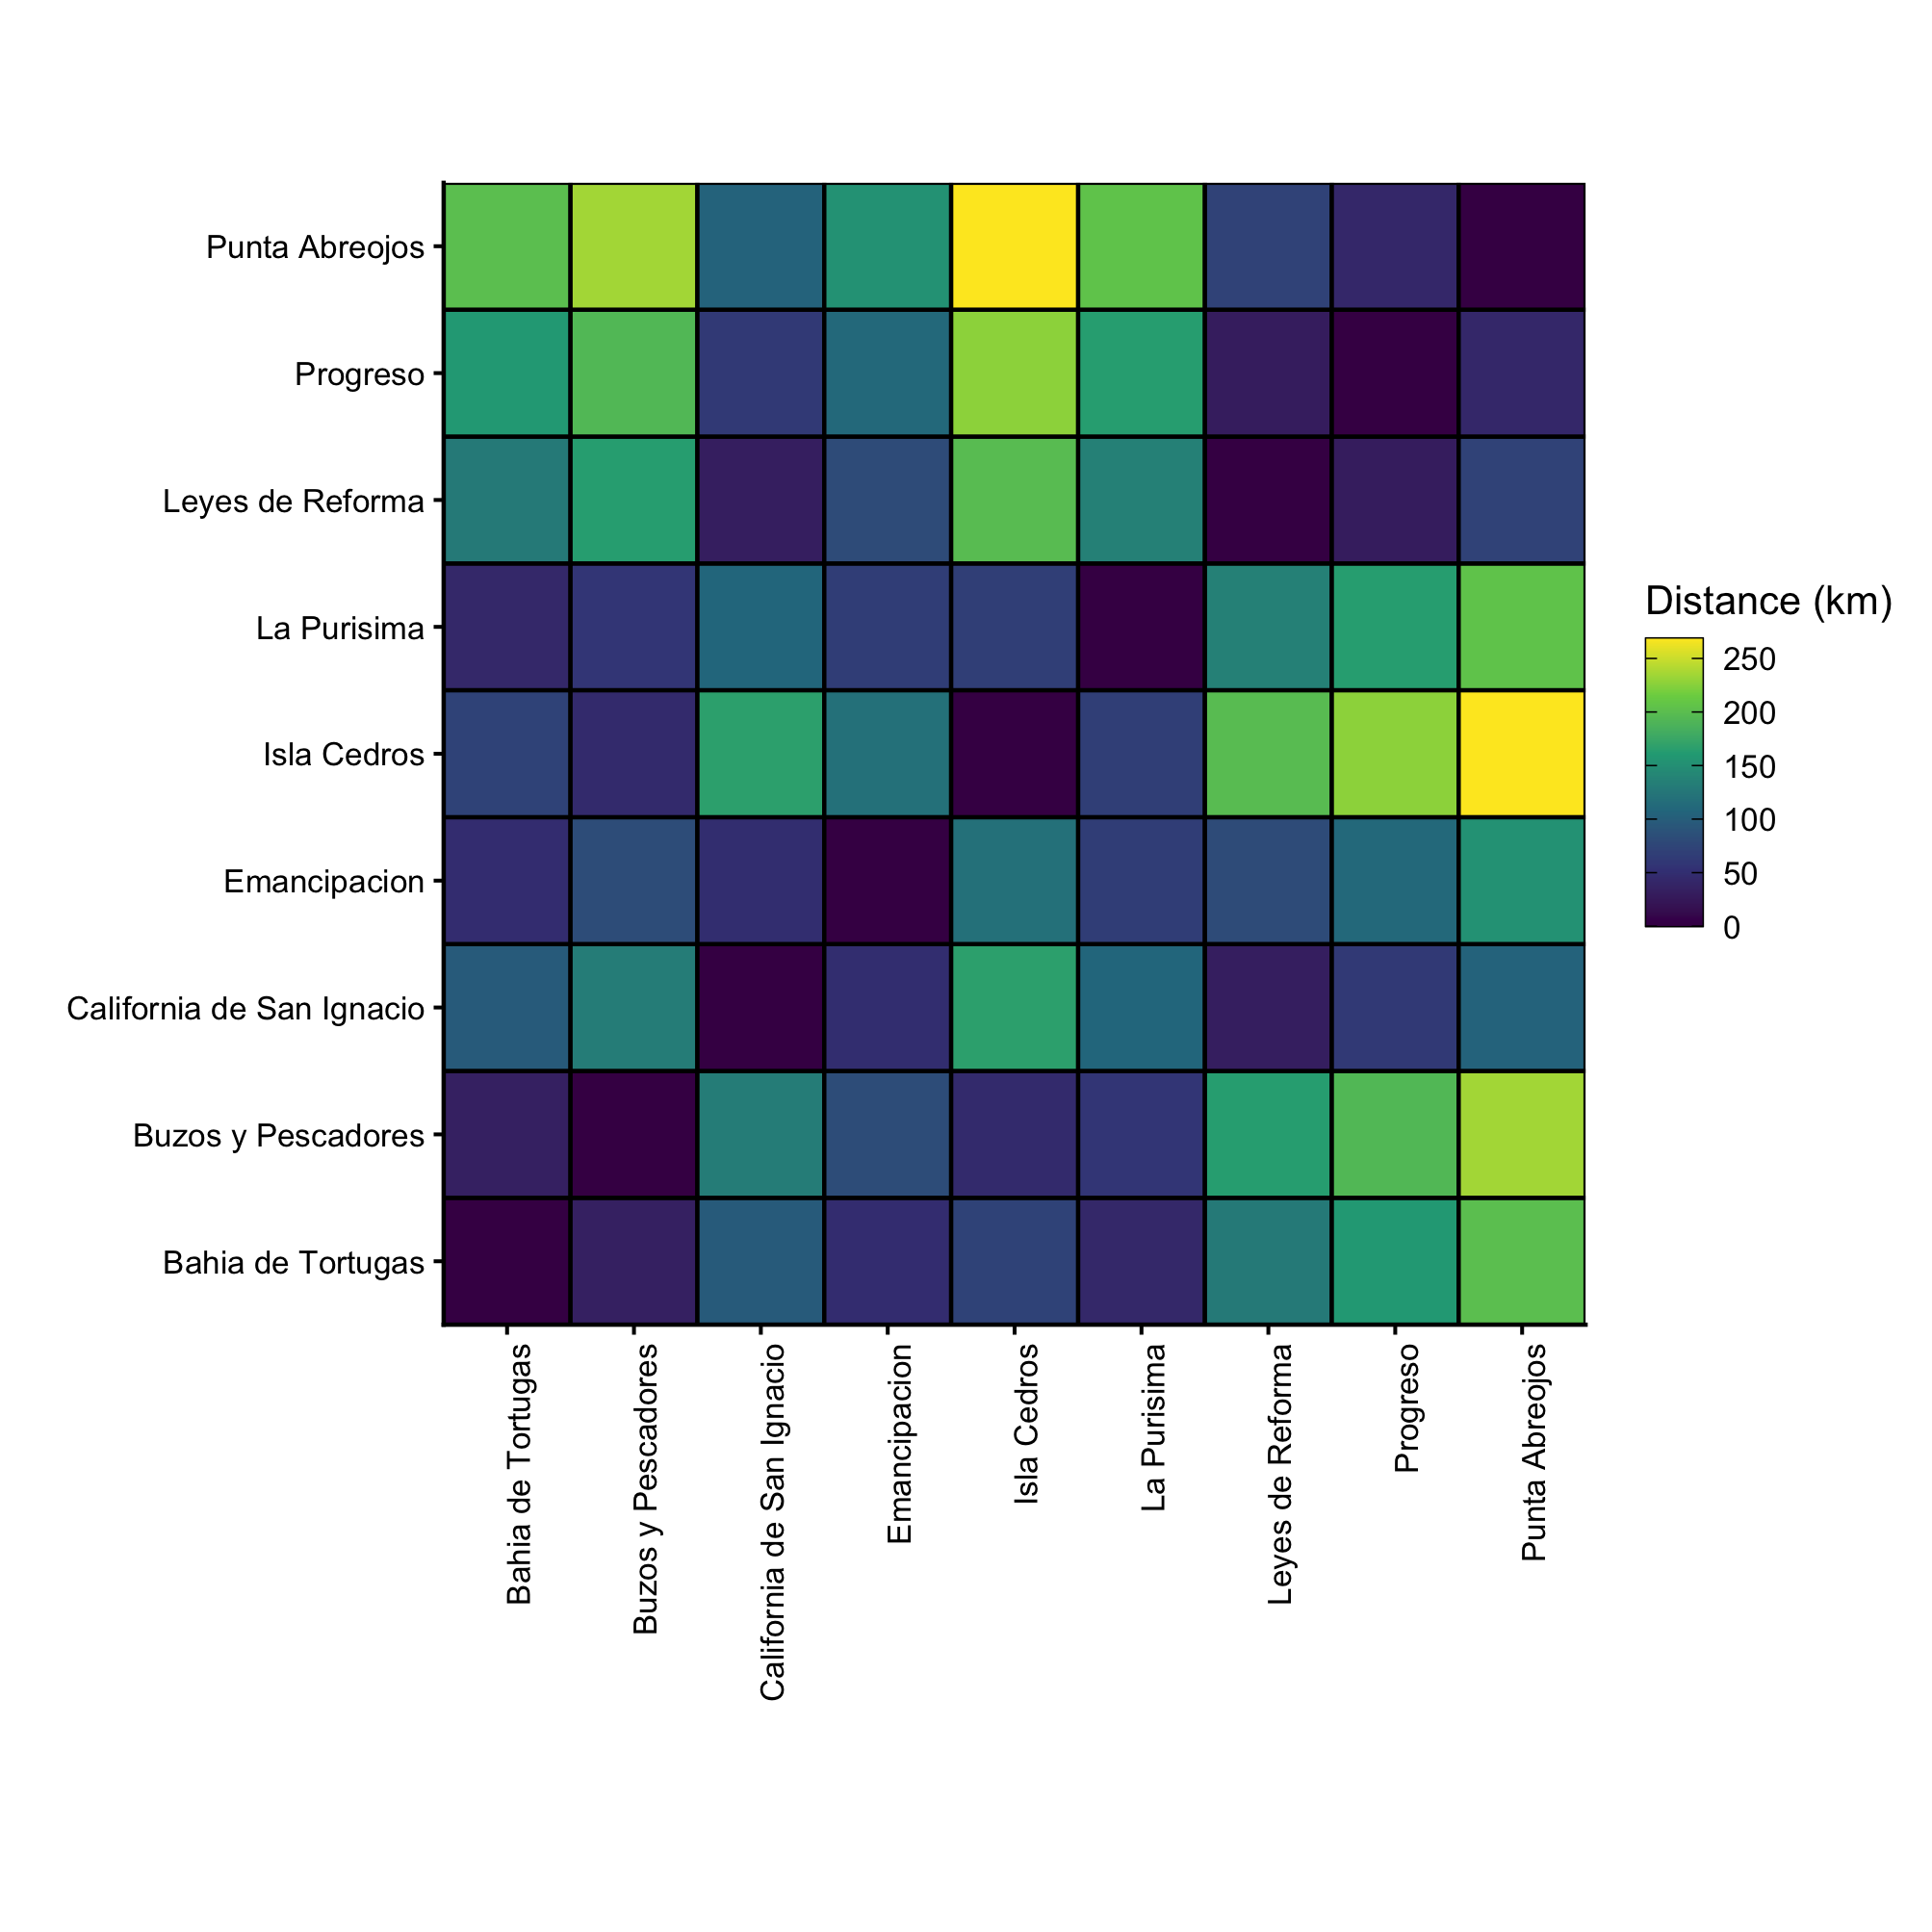 Punta Abreojos
Progreso
Leyes de Reforma
La Purisima
Isla Cedros
Emancipacion
California de San Ignacio
Buzos y Pescadores
Bahia de Tortugas
Bahia de Tortugas
Buzos y Pescadores
California de San Ignacio
Emancipacion
Isla Cedros
La Purisima
Leyes de Reforma
Progreso
Punta Abreojos
Distance (km)
250
200
150
100
50
0